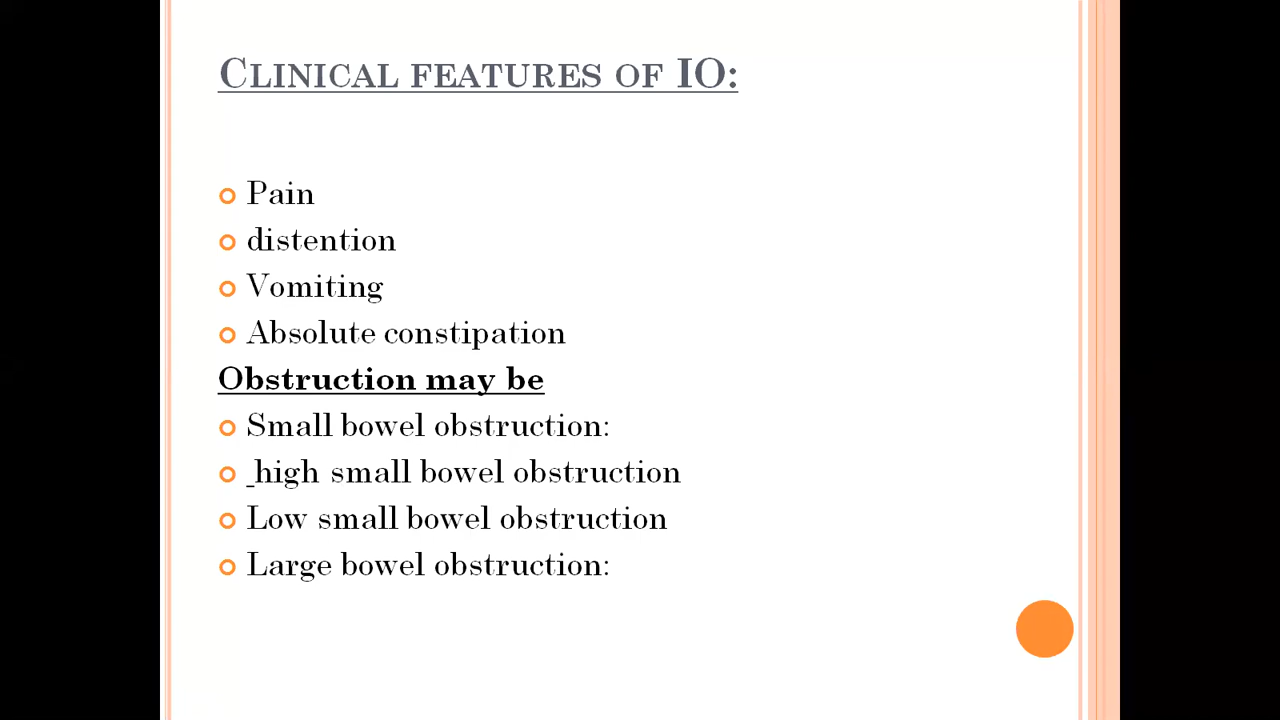 CLINICAL FEATURES OF IO:
Pain
distention
Vomiting
Absolute constipation
Obstruction may be
Small bowel obstruction:
_high small bowel obstruction
Low small bowel obstruction
Large bowel obstruction: